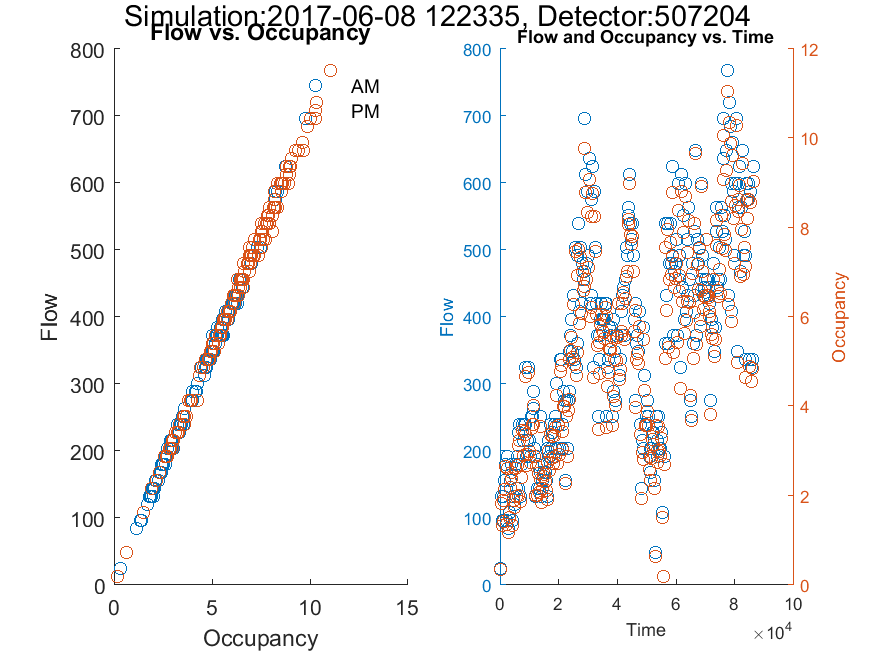 Simulation:2017-06-08 122335, Detector:507204
Flow vs. Occupancy
Flow and Occupancy vs. Time
800
700
600
500
400
300
200
100
0
Flow
AM
PM
0 5 10 15
Occupancy
800
700
600
500
400
300
200
100
0
Flow
12
10
8
6
4
2
0
Occupancy
0 2 4 6 8 10
Time
×10⁴